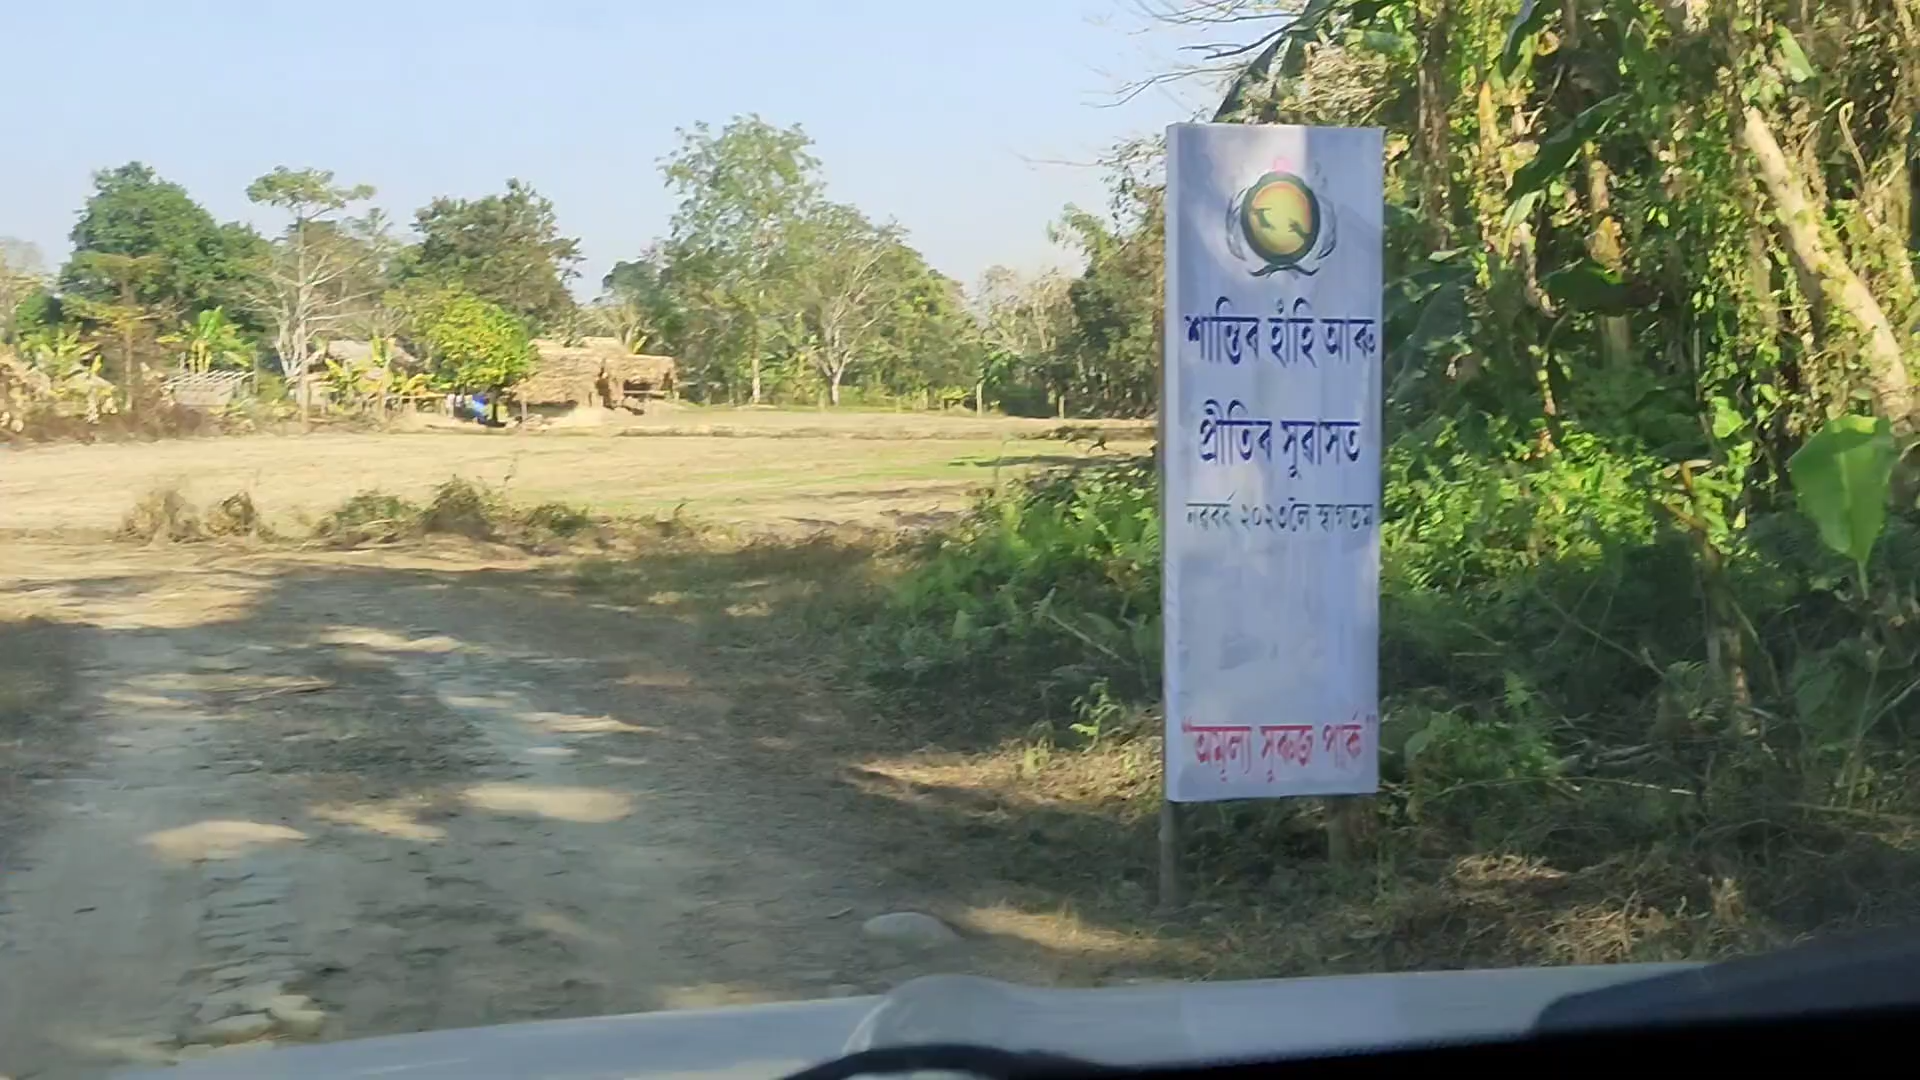 শান্তিৰ হাঁহি আৰু
প্ৰীতিৰ সুৱাসত
নৱবৰ্ষ ২০২৩লৈ স্বাগতম
"অমূল্য সুৰুজ পাৰ্ক"